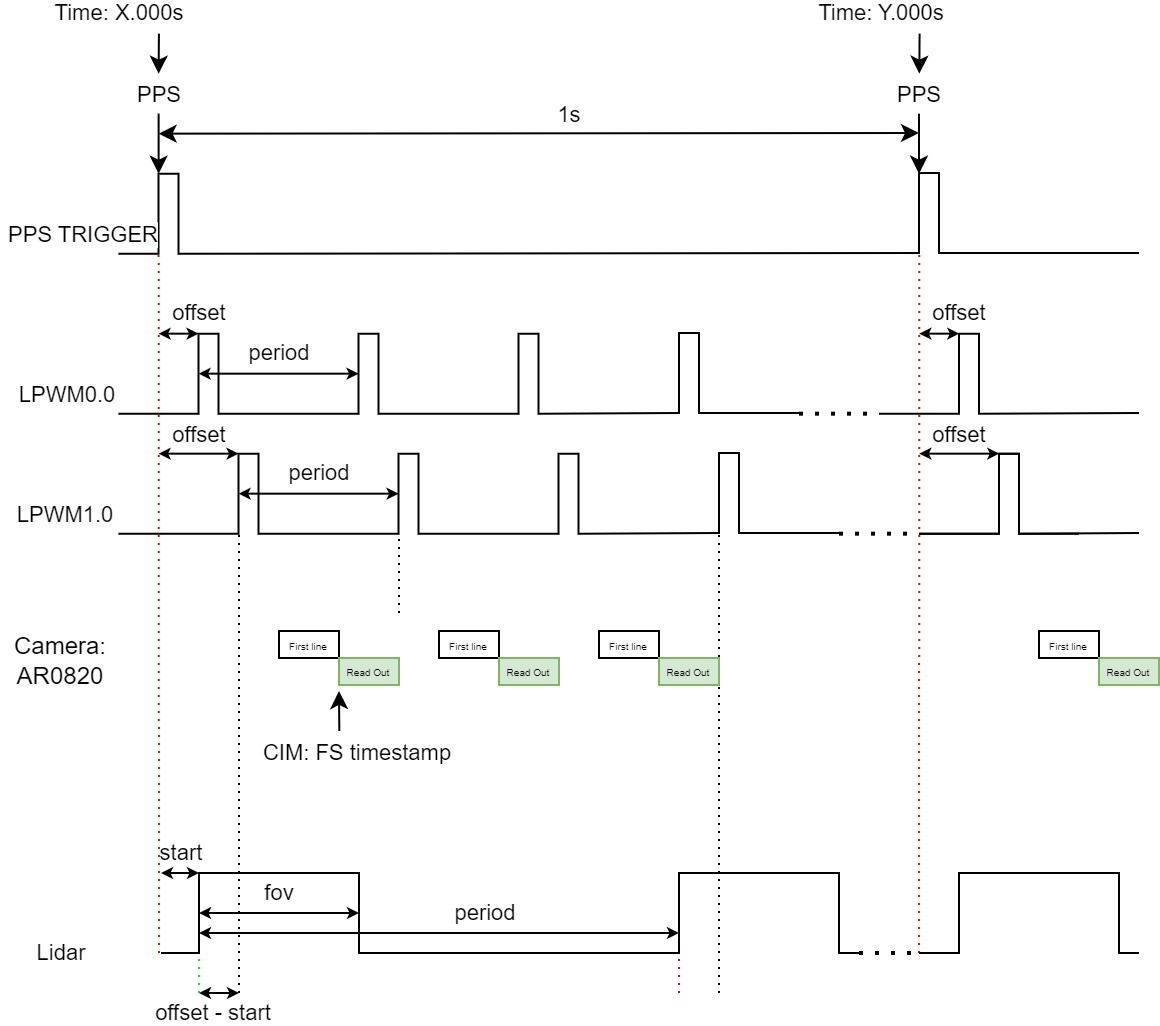 Time: X.000s
Time: Y.000s
PPS
PPS
1s
PPS TRIGGER
offset
offset
period
LPWM0.0
offset
offset
period
LPWM1.0
Camera:
AR0820
First line
First line
First line
First line
Read Out
Read Out
Read Out
Read Out
CIM: FS timestamp
start
fov
period
Lidar
offset - start